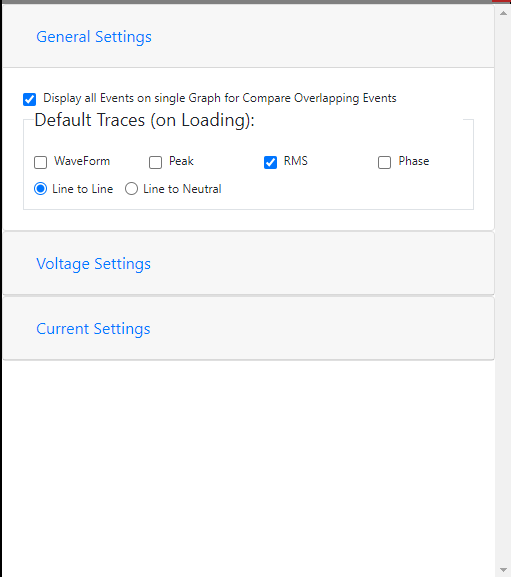 General Settings
Display all Events on single Graph for Compare Overlapping Events
Default Traces (on Loading):
WaveForm Peak RMS Phase
Line to Line Line to Neutral
Voltage Settings
Current Settings